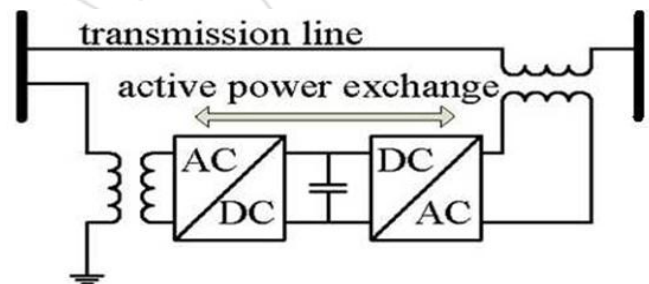 transmission line
active power exchange
AC
DC
DC
AC